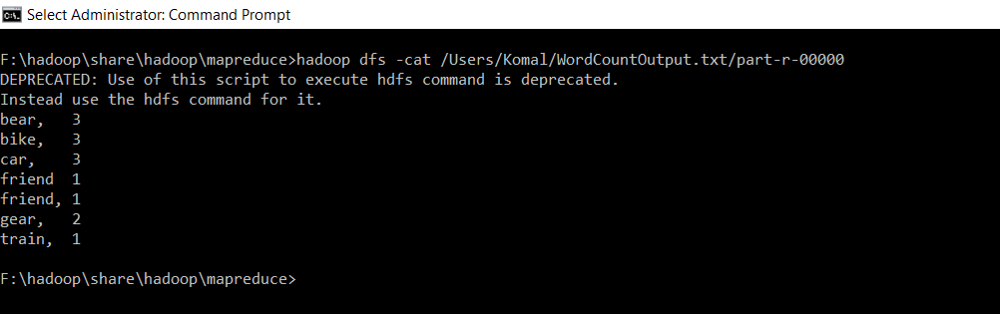 Select Administrator: Command Prompt
F:\hadoop\share\hadoop\mapreduce>hadoop dfs -cat /Users/Komal/WordCountOutput.txt/part-r-00000
DEPRECATED: Use of this script to execute hdfs command is deprecated.
Instead use the hdfs command for it.
bear,   3
bike,   3
car,    3
friend  1
friend, 1
gear,   2
train,  1
F:\hadoop\share\hadoop\mapreduce>